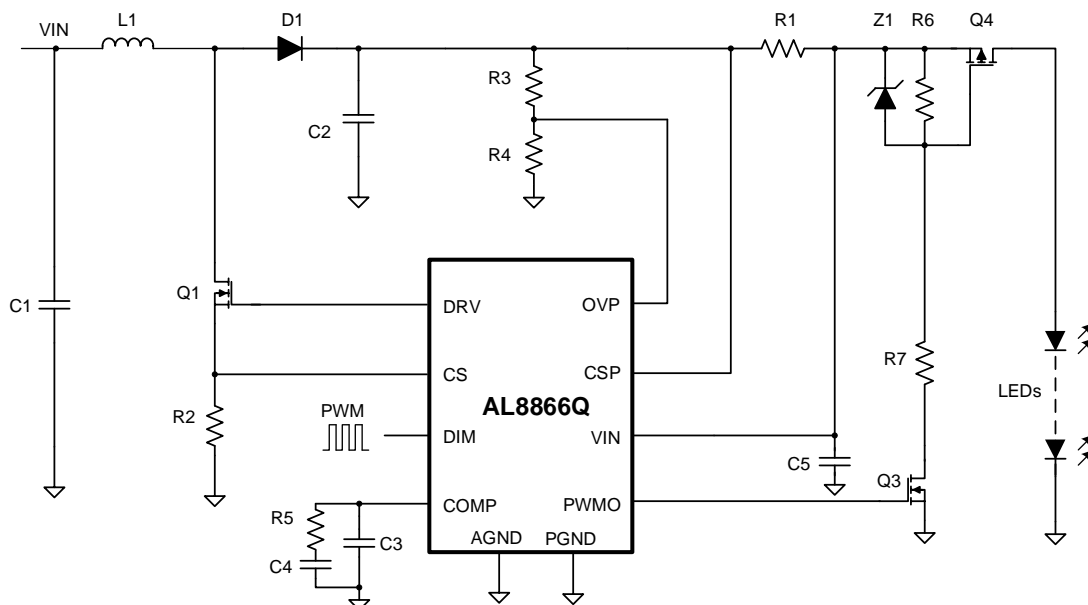 VIN
L1
D1
R1
Z1
R6
Q4
R3
C2
R4
Q1
C1
DRV
OVP
R7
CS
CSP
LEDs
AL8866Q
R2
PWM
DIM
VIN
C5
Q3
COMP
PWMO
R5
AGND
PGND
C3
C4